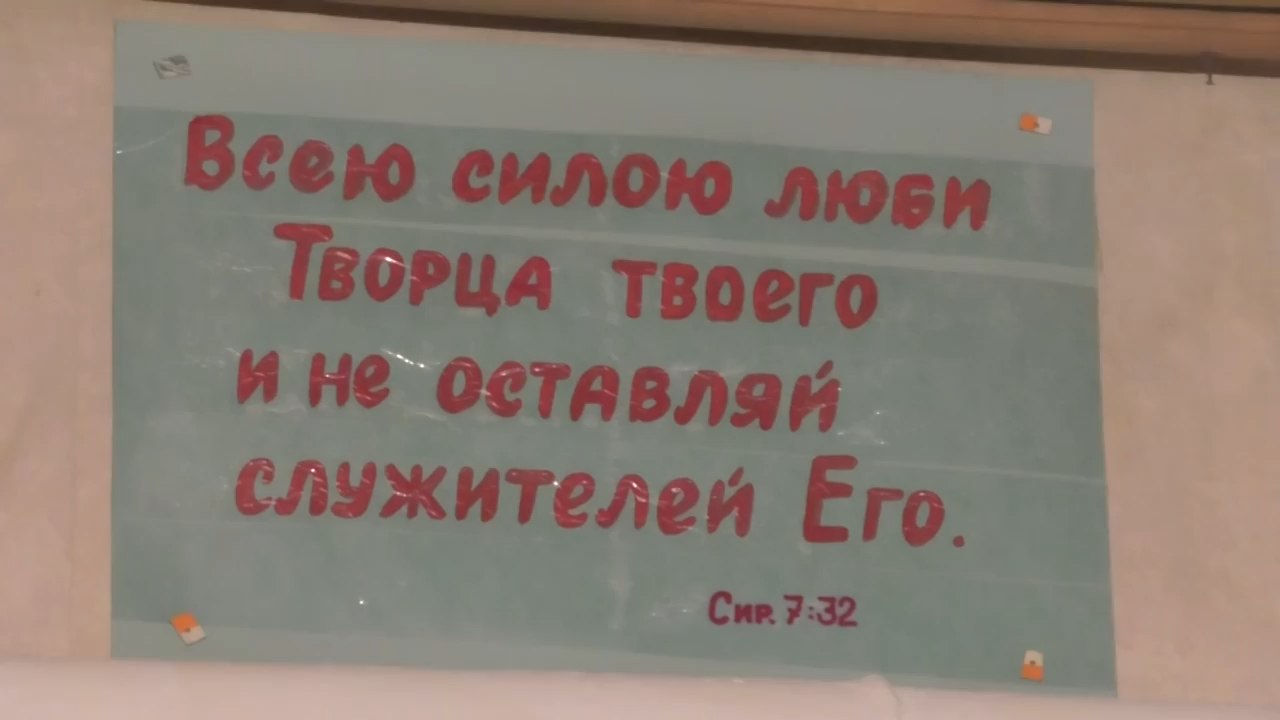 Всею силою люби
Творца твоего
и не оставляй
служителей Его.
Сир. 7:32